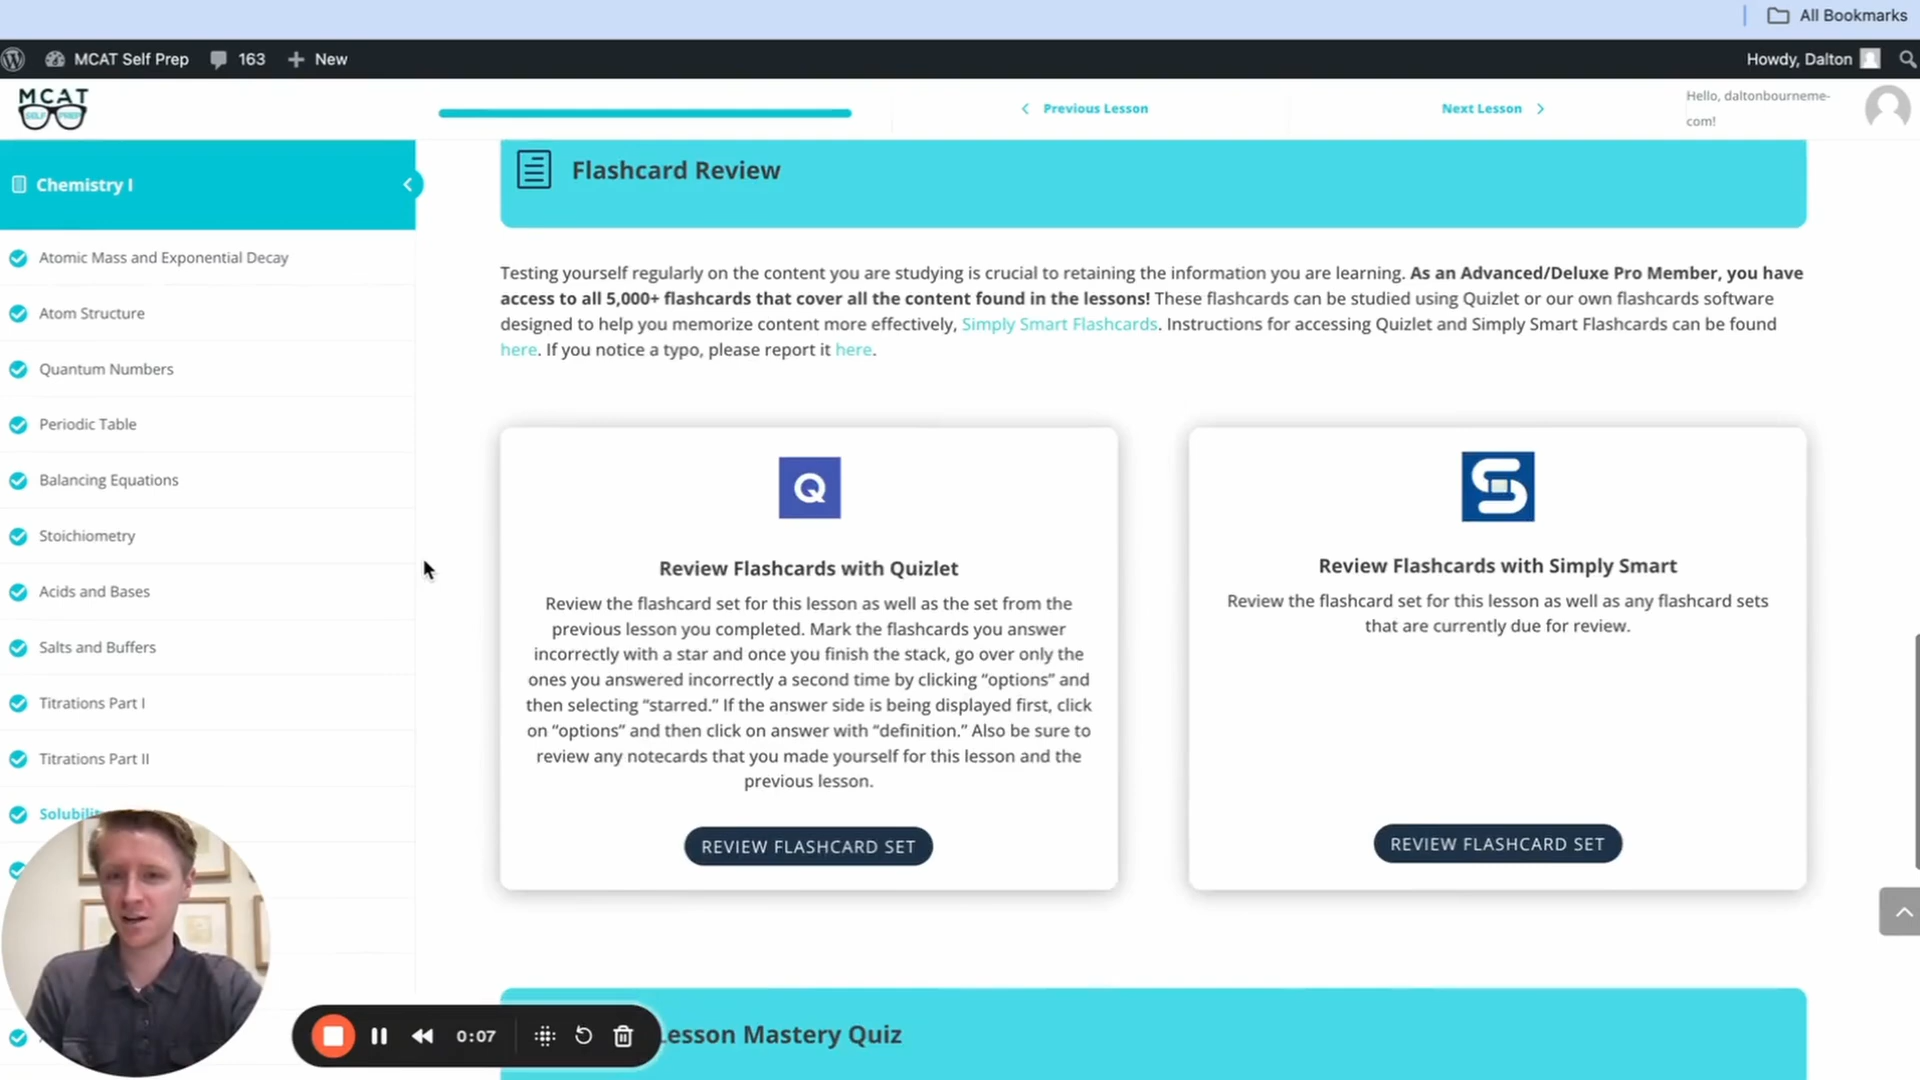 All Bookmarks
MCAT Self Prep
163
New
Howdy, Dalton
MCAT
SELF PREP
Previous Lesson
Next Lesson
Hello, daltonbourneme-
com!
Chemistry I
Atomic Mass and Exponential Decay
Atom Structure
Quantum Numbers
Periodic Table
Balancing Equations
Stoichiometry
Acids and Bases
Salts and Buffers
Titrations Part I
Titrations Part II
Flashcard Review
Testing yourself regularly on the content you are studying is crucial to retaining the information you are learning. As an Advanced/Deluxe Pro Member, you have
access to all 5,000+ flashcards that cover all the content found in the lessons! These flashcards can be studied using Quizlet or our own flashcards software
designed to help you memorize content more effectively, Simply Smart Flashcards. Instructions for accessing Quizlet and Simply Smart Flashcards can be found
here. If you notice a typo, please report it here.
Q
Review Flashcards with Quizlet
Review the flashcard set for this lesson as well as the set from the
previous lesson you completed. Mark the flashcards you answer
incorrectly with a star and once you finish the stack, go over only the
ones you answered incorrectly a second time by clicking “options” and
then selecting “starred.” If the answer side is being displayed first, click
on “options” and then click on answer with “definition.” Also be sure to
review any notecards that you made yourself for this lesson and the
previous lesson.
REVIEW FLASHCARD SET
S
Review Flashcards with Simply Smart
Review the flashcard set for this lesson as well as any flashcard sets
that are currently due for review.
REVIEW FLASHCARD SET
Lesson Mastery Quiz
0:07